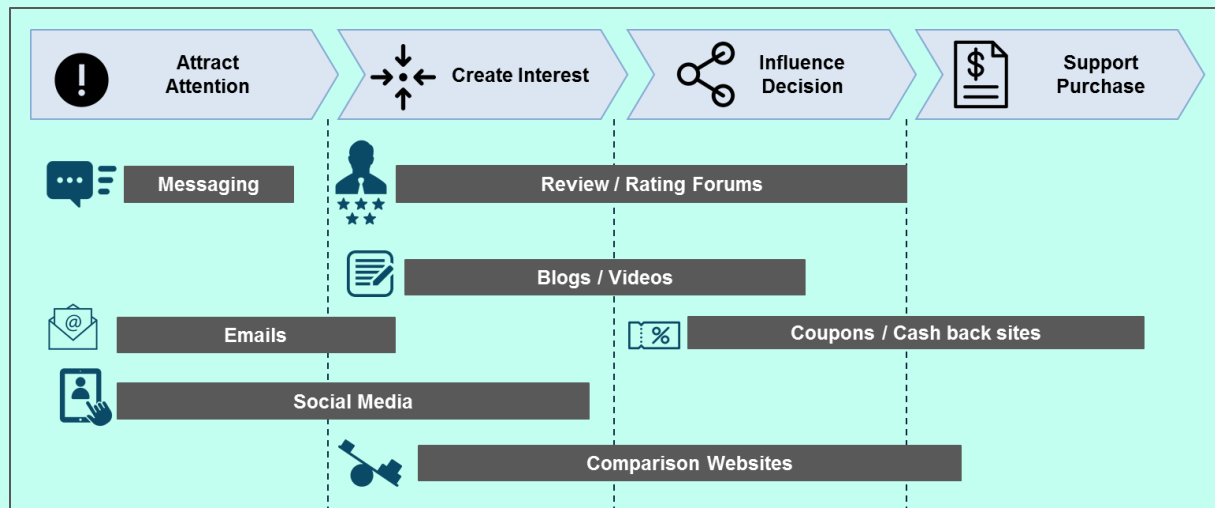 Attract
Attention
Create Interest
Influence
Decision
$
Support
Purchase
Messaging
Review / Rating Forums
Blogs / Videos
@
Emails
%
Coupons / Cash back sites
Social Media
Comparison Websites